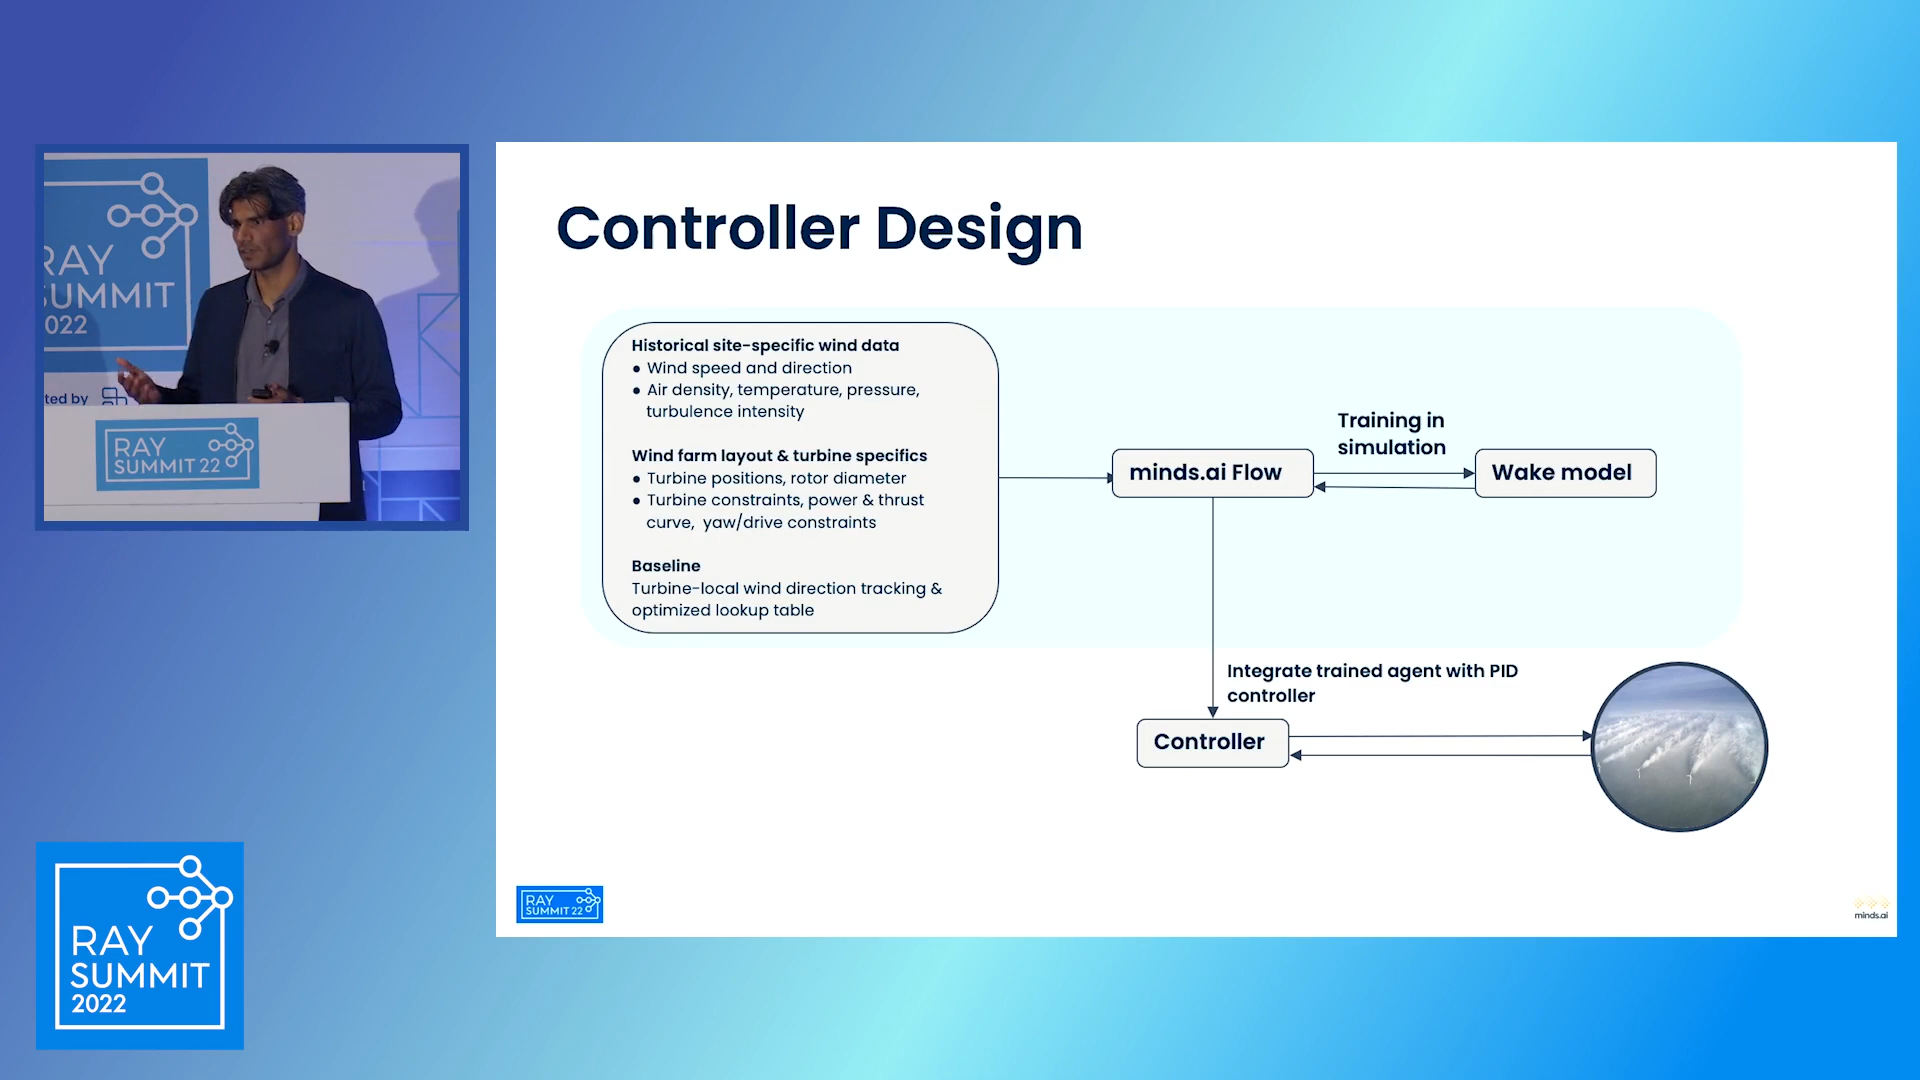 RAY
SUMMIT
022
ted by
RAY
SUMMIT 22
RAY
SUMMIT
2022
Controller Design
Historical site-specific wind data
● Wind speed and direction
● Air density, temperature, pressure,
turbulence intensity
Wind farm layout & turbine specifics
● Turbine positions, rotor diameter
● Turbine constraints, power & thrust
curve, yaw/drive constraints
Baseline
Turbine-local wind direction tracking &
optimized lookup table
minds.ai Flow
Training in
simulation
Wake model
Integrate trained agent with PID
controller
Controller
RAY
SUMMIT 22
minds.ai